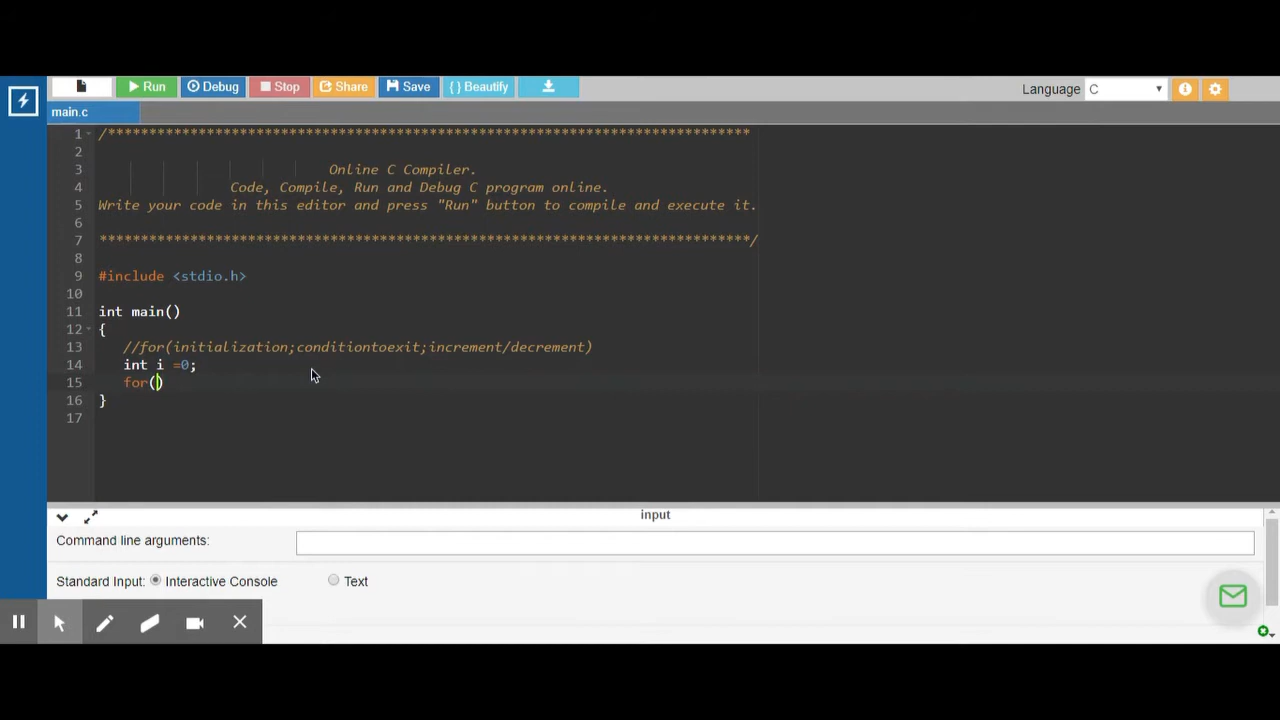 Run Debug Stop Share Save { } Beautify Language C
main.c
1 /******************************************************************************
2
3 Online C Compiler.
4 Code, Compile, Run and Debug C program online.
5 Write your code in this editor and press "Run" button to compile and execute it.
6
7 *******************************************************************************/
8
9 #include <stdio.h>
10
11 int main()
12 {
13 //for(initialization;conditiontoexit;increment/decrement)
14 int i =0;
15 for()
16 }
17
input
Command line arguments:
Standard Input: Interactive Console Text